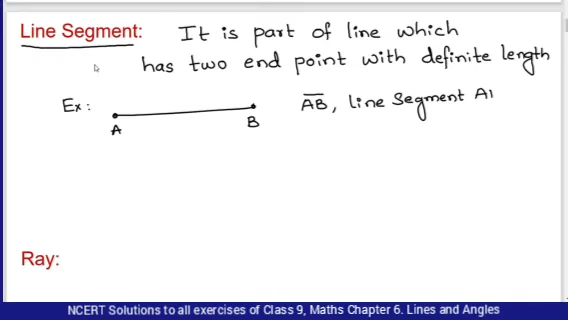 Line Segment: It is part of line which
has two end point with definite length
Ex:
A B
AB, line segment
Ray:
NCERT Solutions to all exercises of Class 9, Maths Chapter 6. Lines and Angles